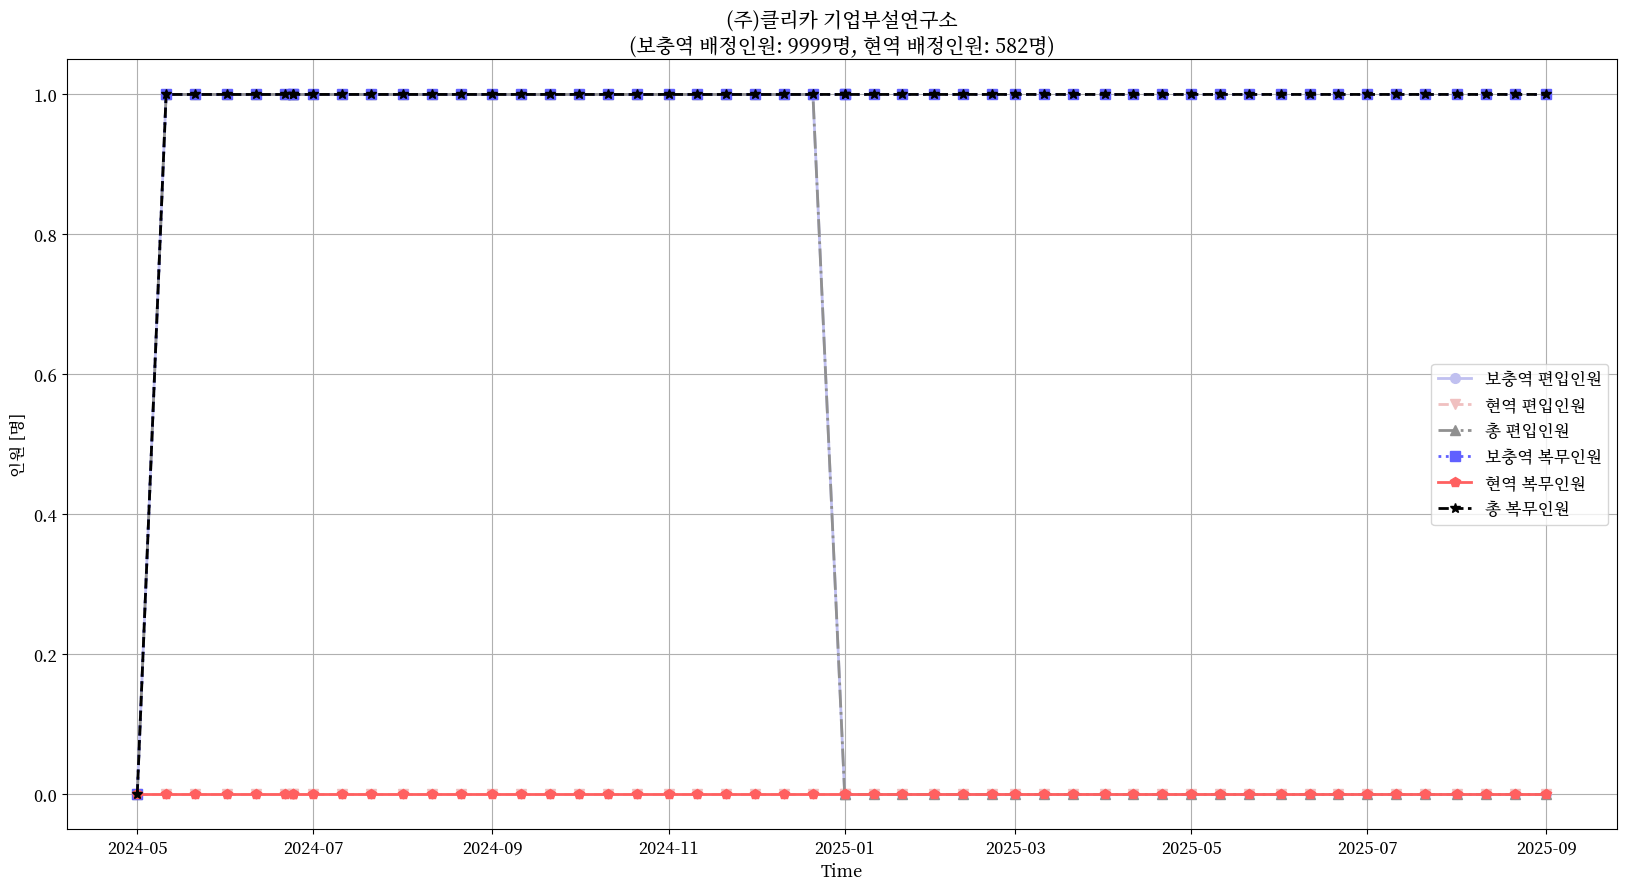 (주)클리카 기업부설연구소
(보충역 배정인원: 9999명, 현역 배정인원: 582명)
1.0
0.8
0.6
0.4
0.2
0.0
인원 [명]
보충역 편입인원
현역 편입인원
총 편입인원
보충역 복무인원
현역 복무인원
총 복무인원
2024-05 2024-07 2024-09 2024-11 2025-01 2025-03 2025-05 2025-07 2025-09
Time